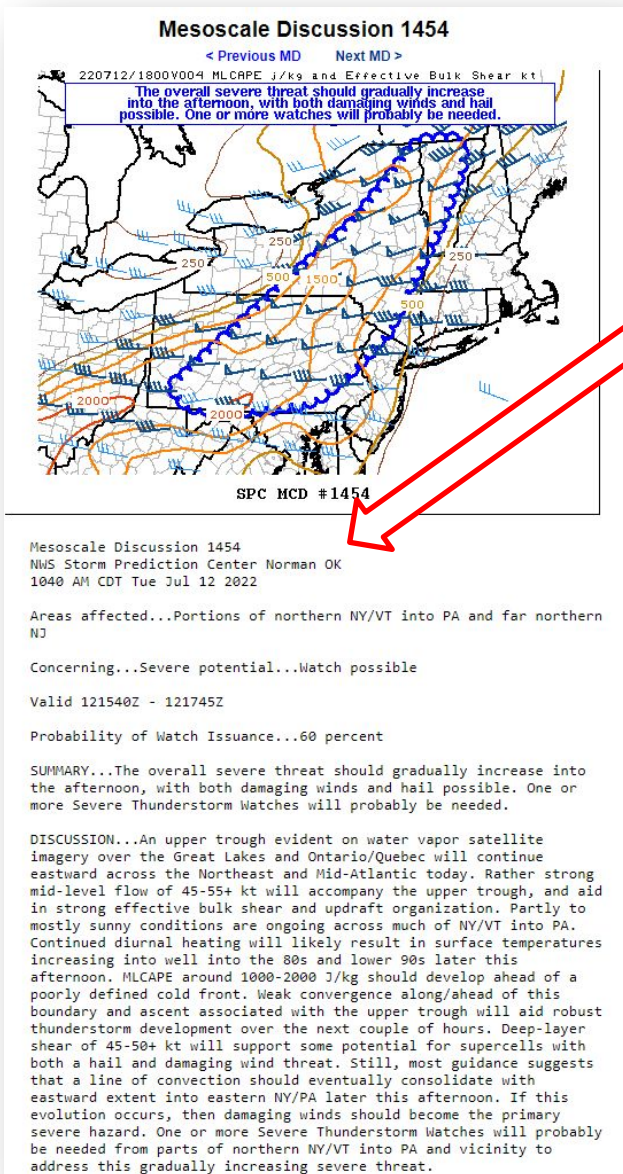 Mesoscale Discussion 1454
< Previous MD Next MD >
220712/1800V004 MLCAPE j/kg and Effective Bulk Shear kt
The overall severe threat should gradually increase
into the afternoon, with both damaging winds and hail
possible. One or more watches will probably be needed.
250
250
250
500
1500
500
2000
2000
SPC MCD #1454
Mesoscale Discussion 1454
NWS Storm Prediction Center Norman OK
1040 AM CDT Tue Jul 12 2022
Areas affected...Portions of northern NY/VT into PA and far northern
NJ
Concerning...Severe potential...Watch possible
Valid 121540Z - 121745Z
Probability of Watch Issuance...60 percent
SUMMARY...The overall severe threat should gradually increase into
the afternoon, with both damaging winds and hail possible. One or
more Severe Thunderstorm Watches will probably be needed.
DISCUSSION...An upper trough evident on water vapor satellite
imagery over the Great Lakes and Ontario/Quebec will continue
eastward across the Northeast and Mid-Atlantic today. Rather strong
mid-level flow of 45-55+ kt will accompany the upper trough, and aid
in strong effective bulk shear and updraft organization. Partly to
mostly sunny conditions are ongoing across much of NY/VT into PA.
Continued diurnal heating will likely result in surface temperatures
increasing into well into the 80s and lower 90s later this
afternoon. MLCAPE around 1000-2000 J/kg should develop ahead of a
poorly defined cold front. Weak convergence along/ahead of this
boundary and ascent associated with the upper trough will aid robust
thunderstorm development over the next couple of hours. Deep-layer
shear of 45-50+ kt will support some potential for supercells with
both a hail and damaging wind threat. Still, most guidance suggests
that a line of convection should eventually consolidate with
eastward extent into eastern NY/PA later this afternoon. If this
evolution occurs, then damaging winds should become the primary
severe hazard. One or more Severe Thunderstorm Watches will probably
be needed from parts of northern NY/VT into PA and vicinity to
address this gradually increasing severe threat.